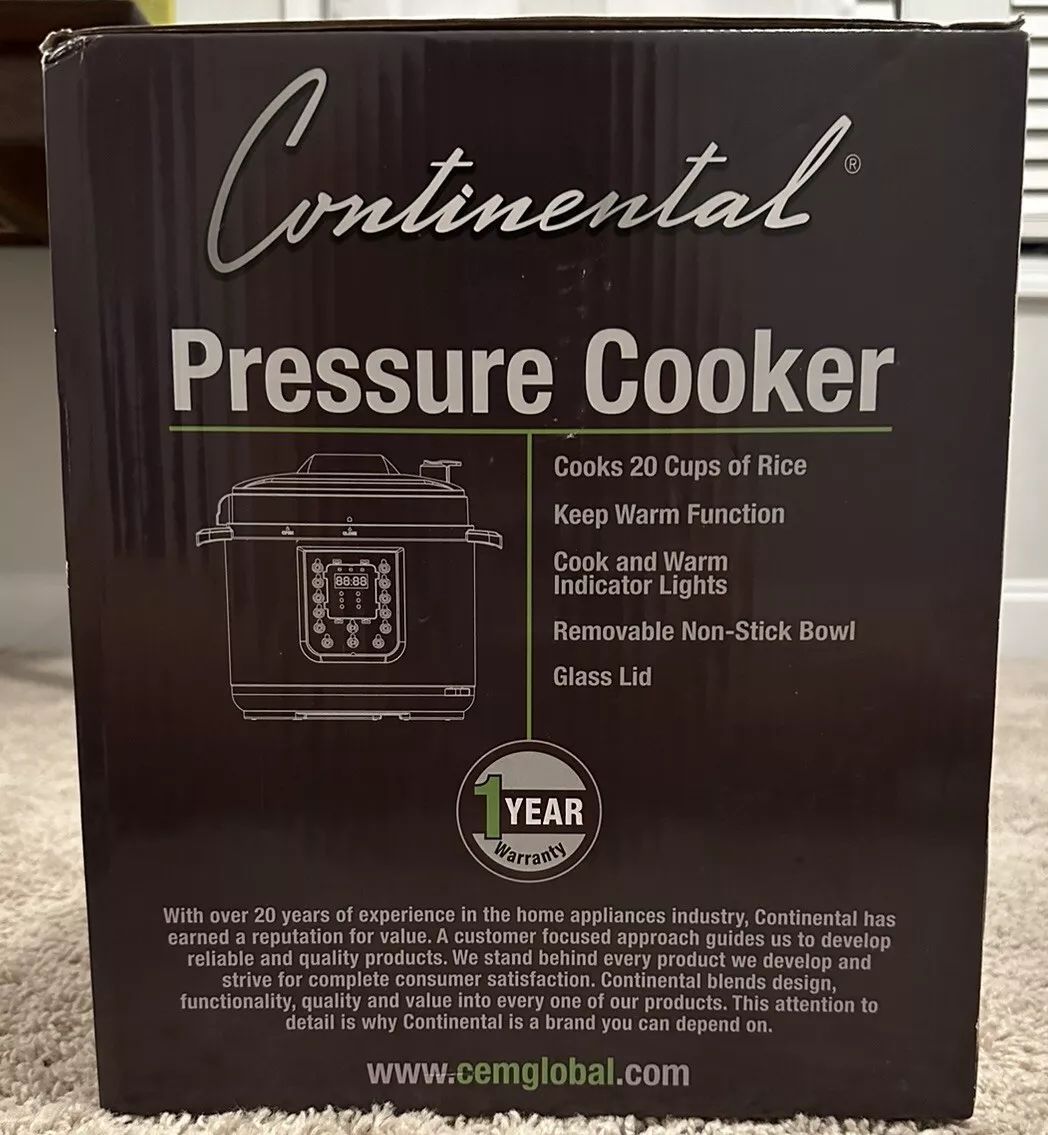 Continental®
Pressure Cooker
Cooks 20 Cups of Rice
Keep Warm Function
Cook and Warm
Indicator Lights
Removable Non-Stick Bowl
Glass Lid
88:88
1 YEAR
Warranty
With over 20 years of experience in the home appliances industry, Continental has
earned a reputation for value. A customer focused approach guides us to develop
reliable and quality products. We stand behind every product we develop and
strive for complete consumer satisfaction. Continental blends design,
functionality, quality and value into every one of our products. This attention to
detail is why Continental is a brand you can depend on.
www.cemglobal.com